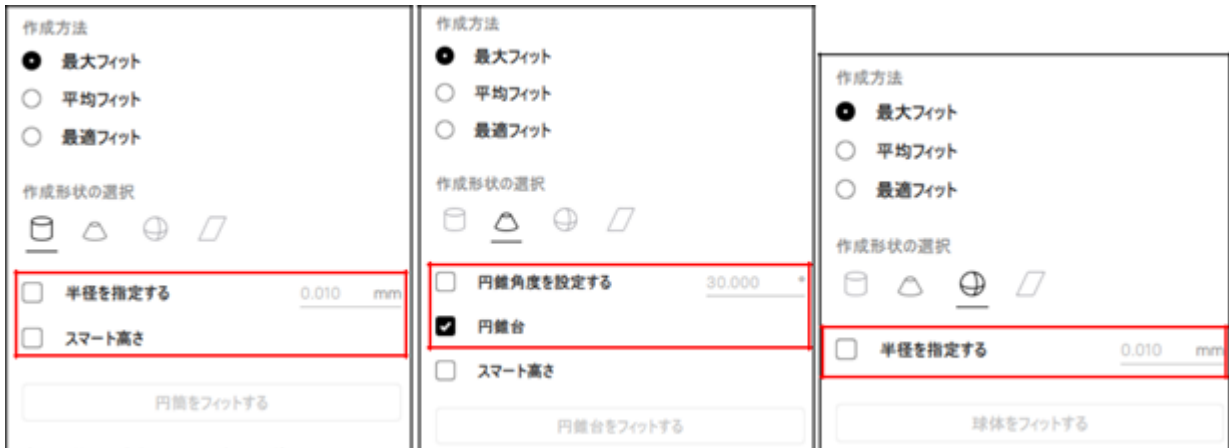 作成方法
最大フィット
平均フィット
最適フィット
作成形状の選択
半径を指定する 0.010 mm
スマート高さ
円筒をフィットする
作成方法
最大フィット
平均フィット
最適フィット
作成形状の選択
円錐角度を設定する 30.000 °
円錐台
スマート高さ
円錐台をフィットする
作成方法
最大フィット
平均フィット
最適フィット
作成形状の選択
半径を指定する 0.010 mm
球体をフィットする